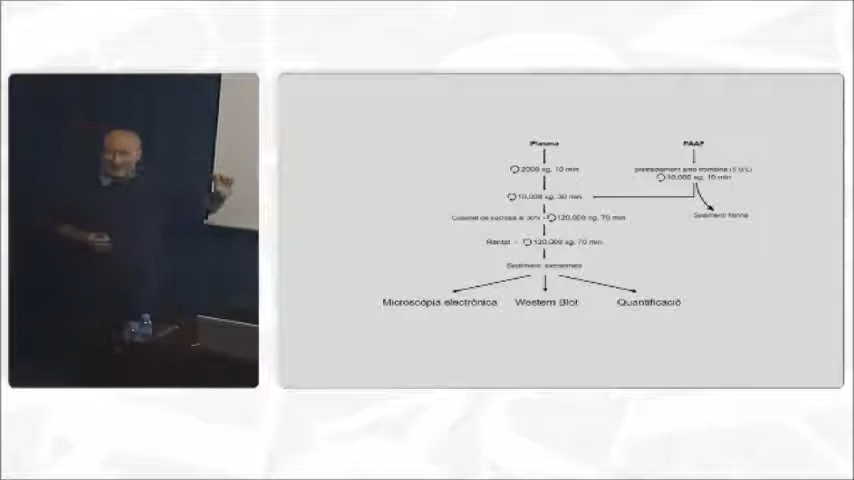 Plasma
PAAF
2000 xg, 10 min
pretractament amb trombina (5 U/L)
10,000 xg, 10 min
10,000 xg, 30 min
Sediment: fibrina
Coixinet de sucrosa al 30% - 120,000 xg, 70 min
Rentat - 120,000 xg, 70 min
Sediment: exosomes
Microscòpia electrònica
Western Blot
Quantificació